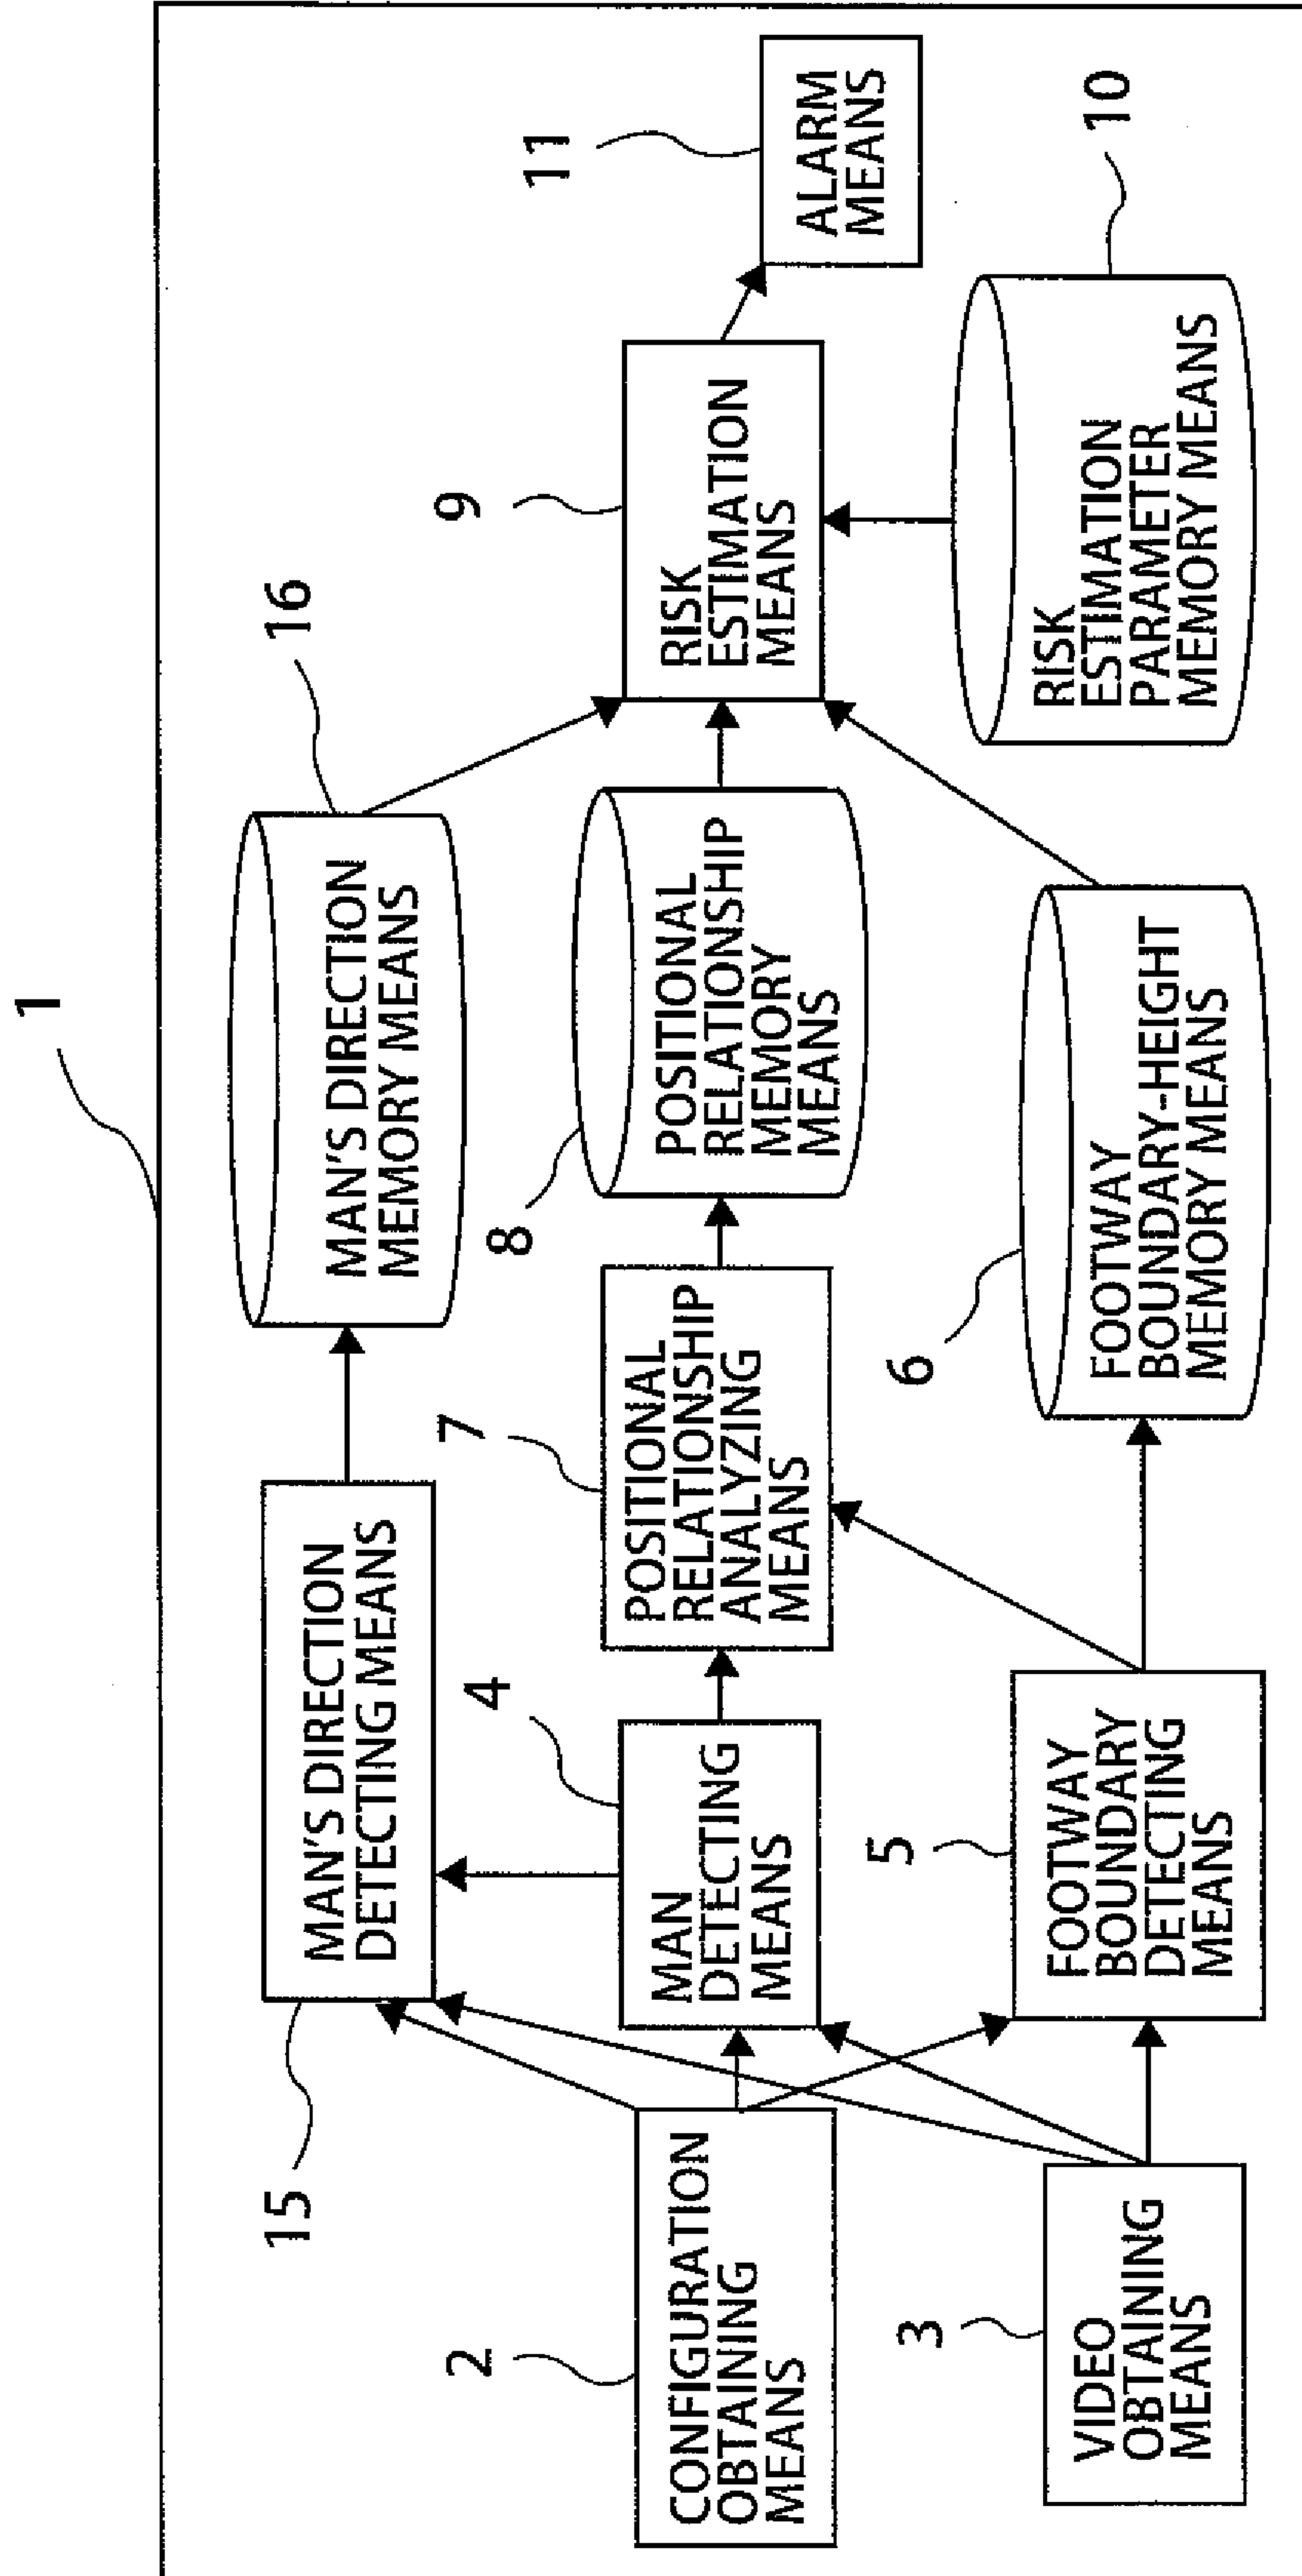 1
15
MAN'S DIRECTION
DETECTING MEANS
16
MAN'S DIRECTION
MEMORY MEANS
2
CONFIGURATION
OBTAINING
MEANS
4
MAN
DETECTING
MEANS
7
POSITIONAL
RELATIONSHIP
ANALYZING
MEANS
8
POSITIONAL
RELATIONSHIP
MEMORY
MEANS
9
RISK
ESTIMATION
MEANS
11
ALARM
MEANS
3
VIDEO
OBTAINING
MEANS
5
FOOTWAY
BOUNDARY
DETECTING
MEANS
6
FOOTWAY
BOUNDARY-HEIGHT
MEMORY MEANS
10
RISK
ESTIMATION
PARAMETER
MEMORY MEANS